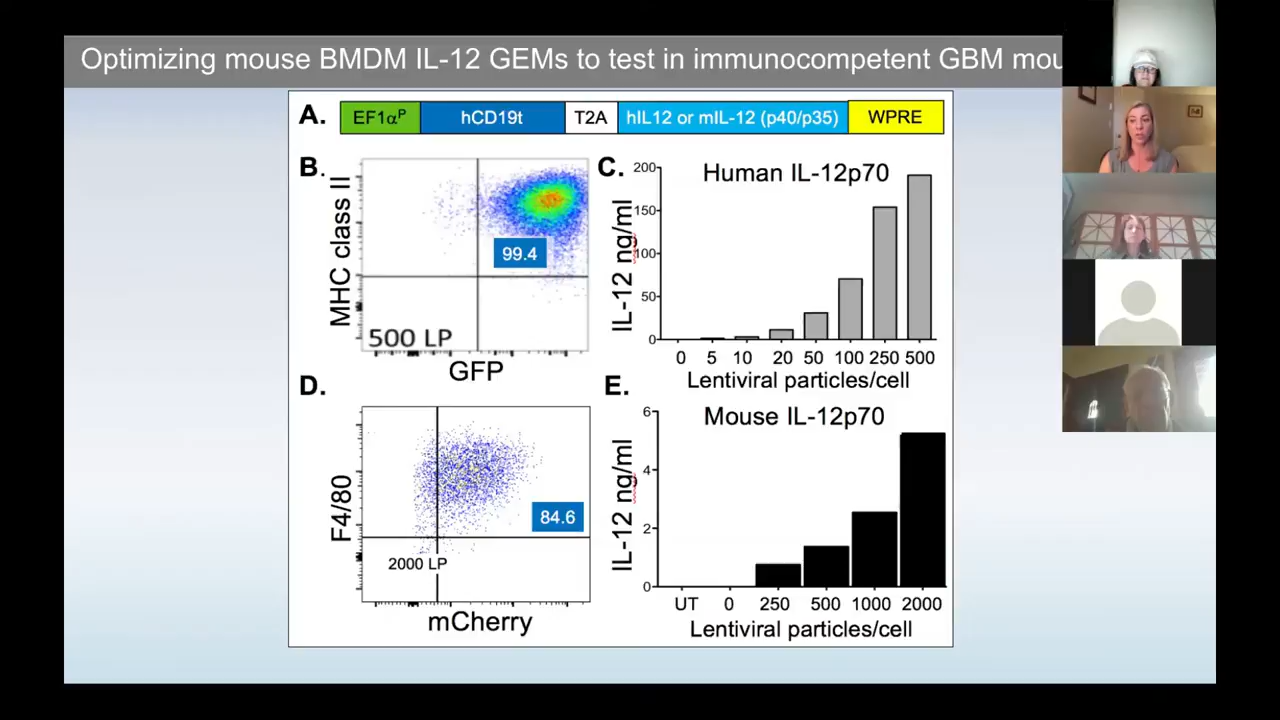 Optimizing mouse BMDM IL-12 GEMs to test in immunocompetent GBM mou
A.
EF1αP
hCD19t
T2A
hIL12 or mIL-12 (p40/p35)
WPRE
B.
MHC class II
99.4
500 LP
GFP
C.
Human IL-12p70
IL-12 ng/ml
200
150
100
50
0
0 5 10 20 50 100 250 500
Lentiviral particles/cell
D.
F4/80
84.6
2000 LP
mCherry
E.
Mouse IL-12p70
IL-12 ng/ml
6
4
2
0
UT 0 250 500 1000 2000
Lentiviral particles/cell